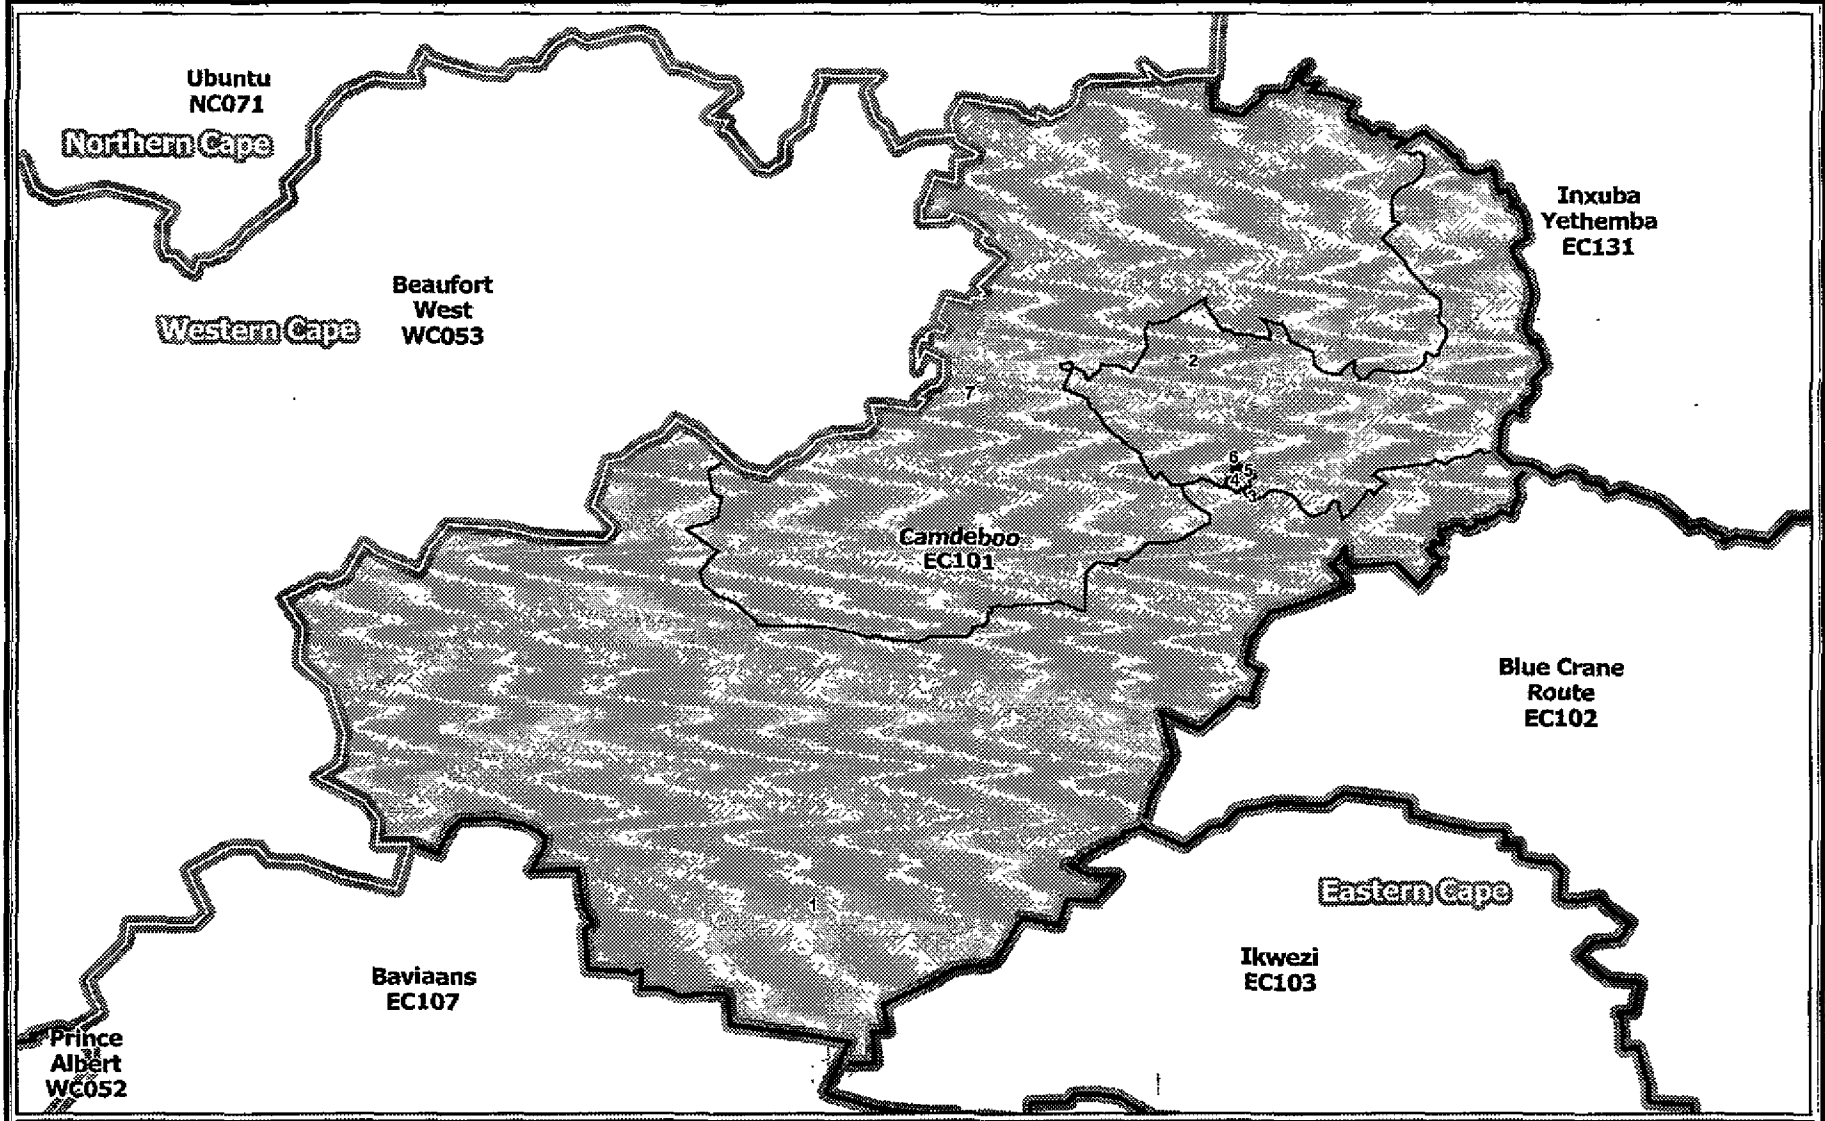 Ubuntu
NC071
Northern Cape
Inxuba
Yethemba
EC131
Beaufort
West
WC053
Western Cape
2
7
6
5
4
3
Camdeboo
EC101
Blue Crane
Route
EC102
Eastern Cape
1
Ikwezi
EC103
Baviaans
EC107
Prince
Albert
WC052